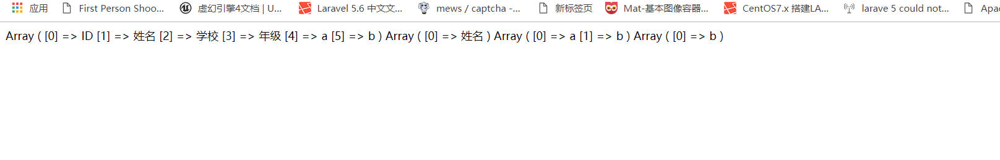 应用 First Person Shoo... 虚幻引擎4文档 | U... Laravel 5.6 中文文... mews / captcha -... 新标签页 Mat-基本图像容器... CentOS7.x 搭建LA... larave 5 could not... Apac
Array ( [0] => ID [1] => 姓名 [2] => 学校 [3] => 年级 [4] => a [5] => b ) Array ( [0] => 姓名 ) Array ( [0] => a [1] => b ) Array ( [0] => b )